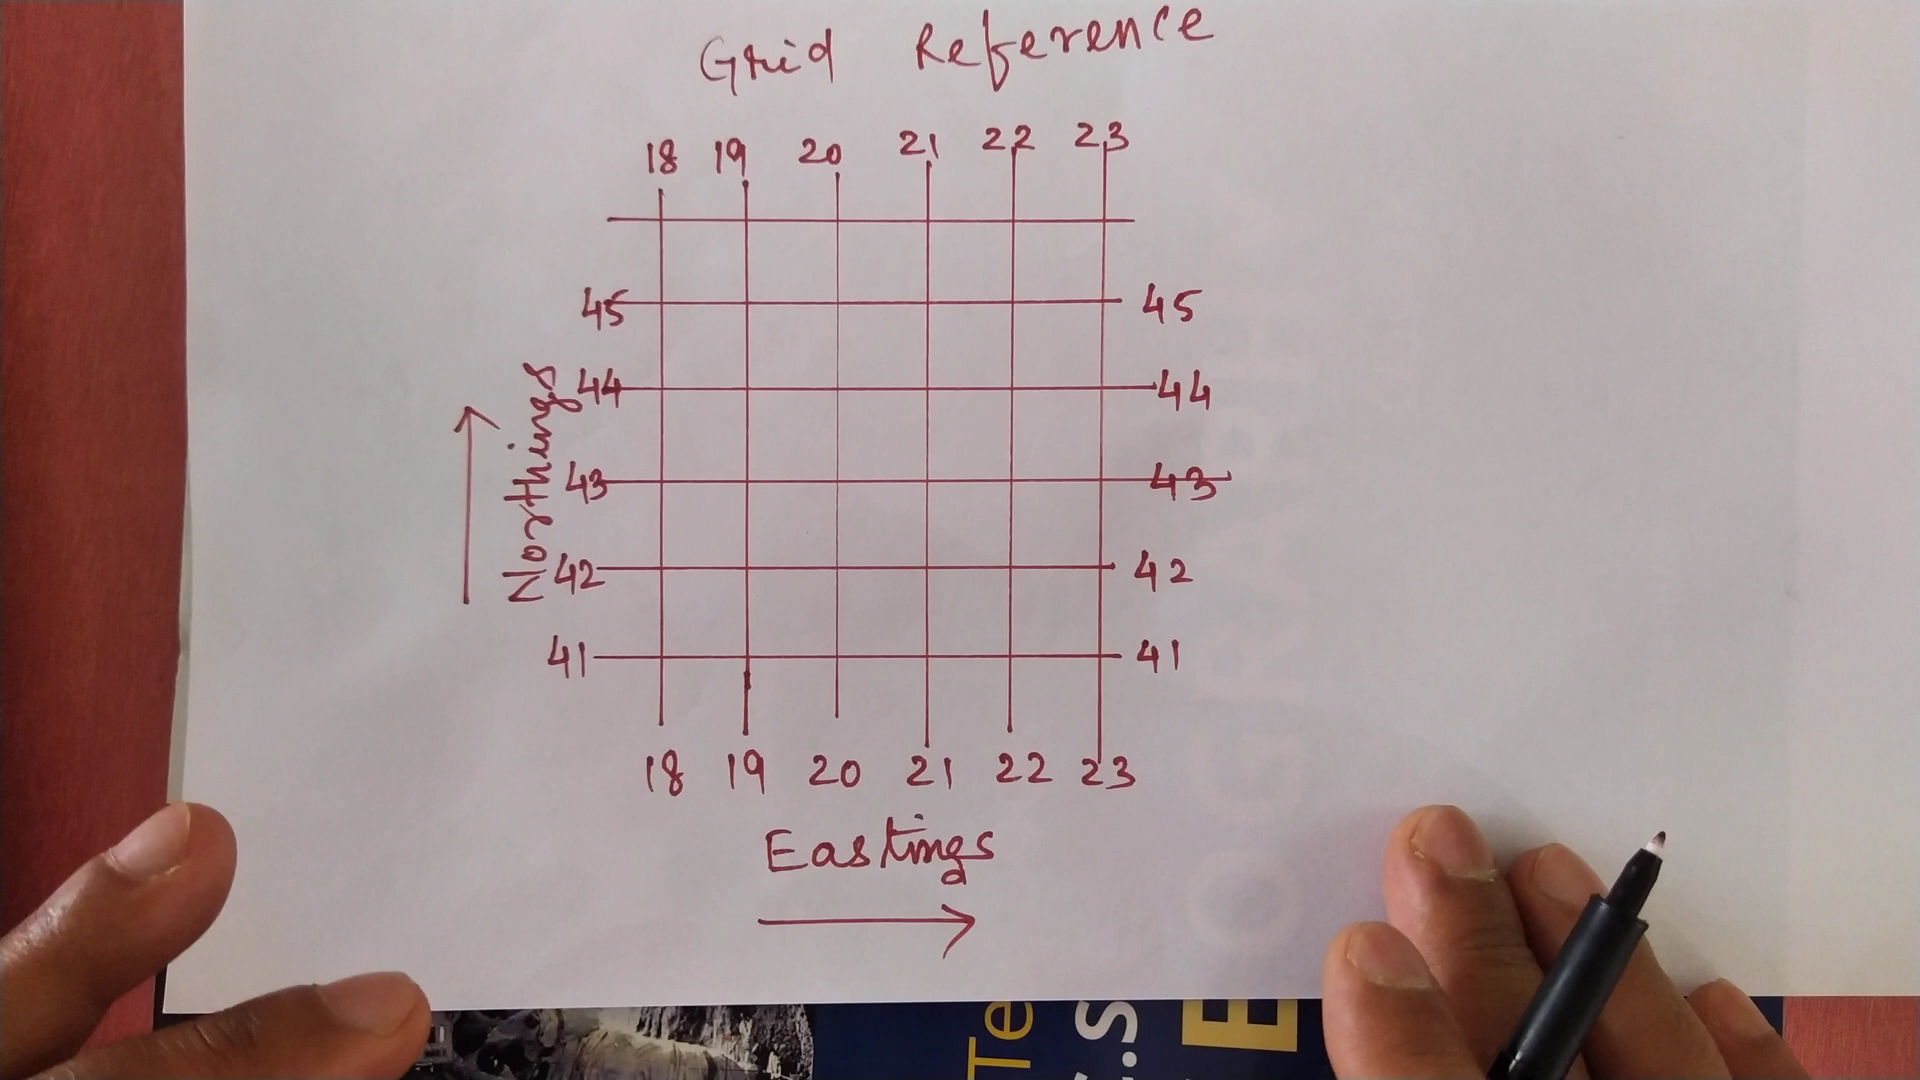 Grid Reference
18 19 20 21 22 23
45 45
44 44
43 43
42 42
41 41
Northings
18 19 20 21 22 23
Eastings